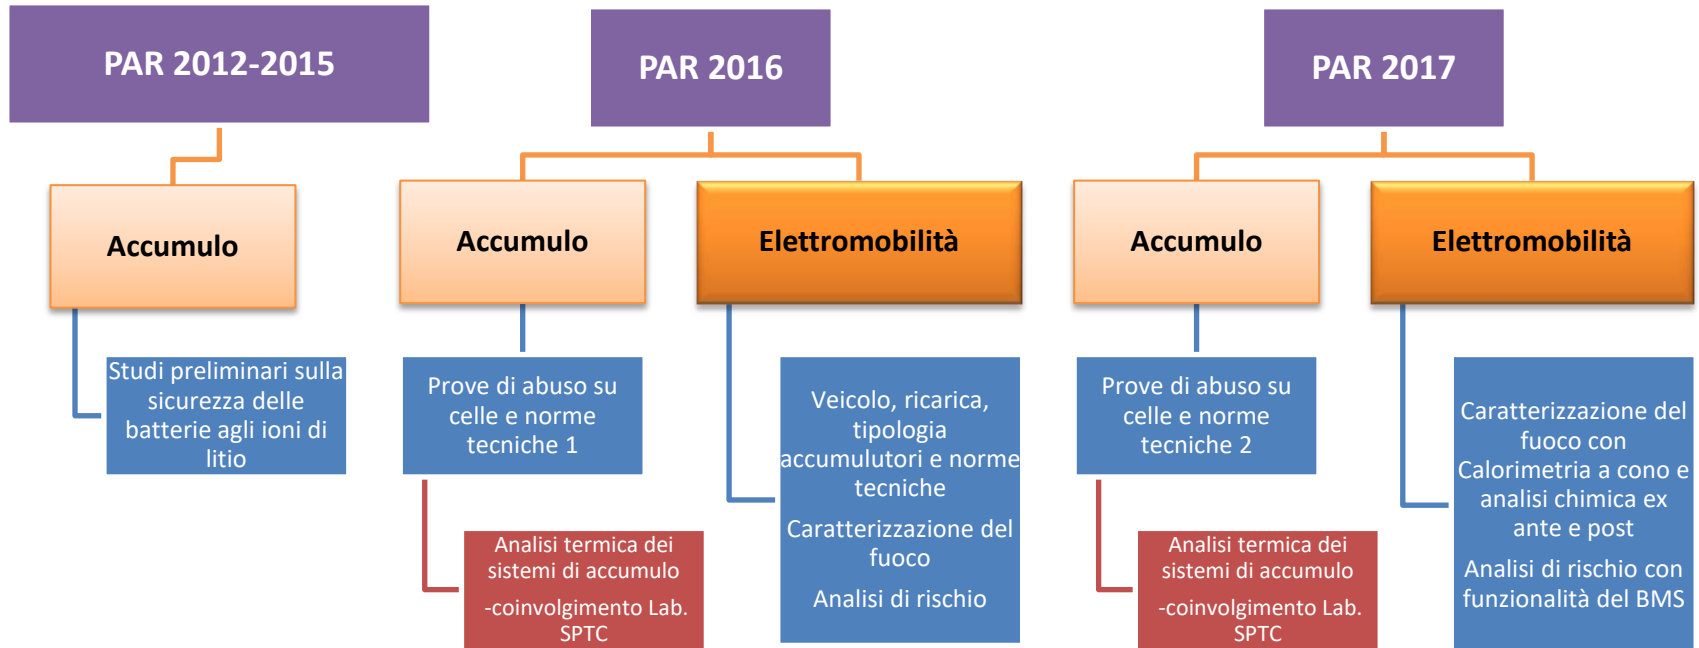 PAR 2012-2015
PAR 2016
PAR 2017
Accumulo
Accumulo
Elettromobilità
Accumulo
Elettromobilità
Studi preliminari sulla
sicurezza delle
batterie agli ioni di
litio
Prove di abuso su
celle e norme
tecniche 1
Analisi termica dei
sistemi di accumulo
-coinvolgimento Lab.
SPTC
Veicolo, ricarica,
tipologia
accumulutori e norme
tecniche
Caratterizzazione del
fuoco
Analisi di rischio
Prove di abuso su
celle e norme
tecniche 2
Analisi termica dei
sistemi di accumulo
-coinvolgimento Lab.
SPTC
Caratterizzazione del
fuoco con
Calorimetria a cono e
analisi chimica ex
ante e post
Analisi di rischio con
funzionalità del BMS